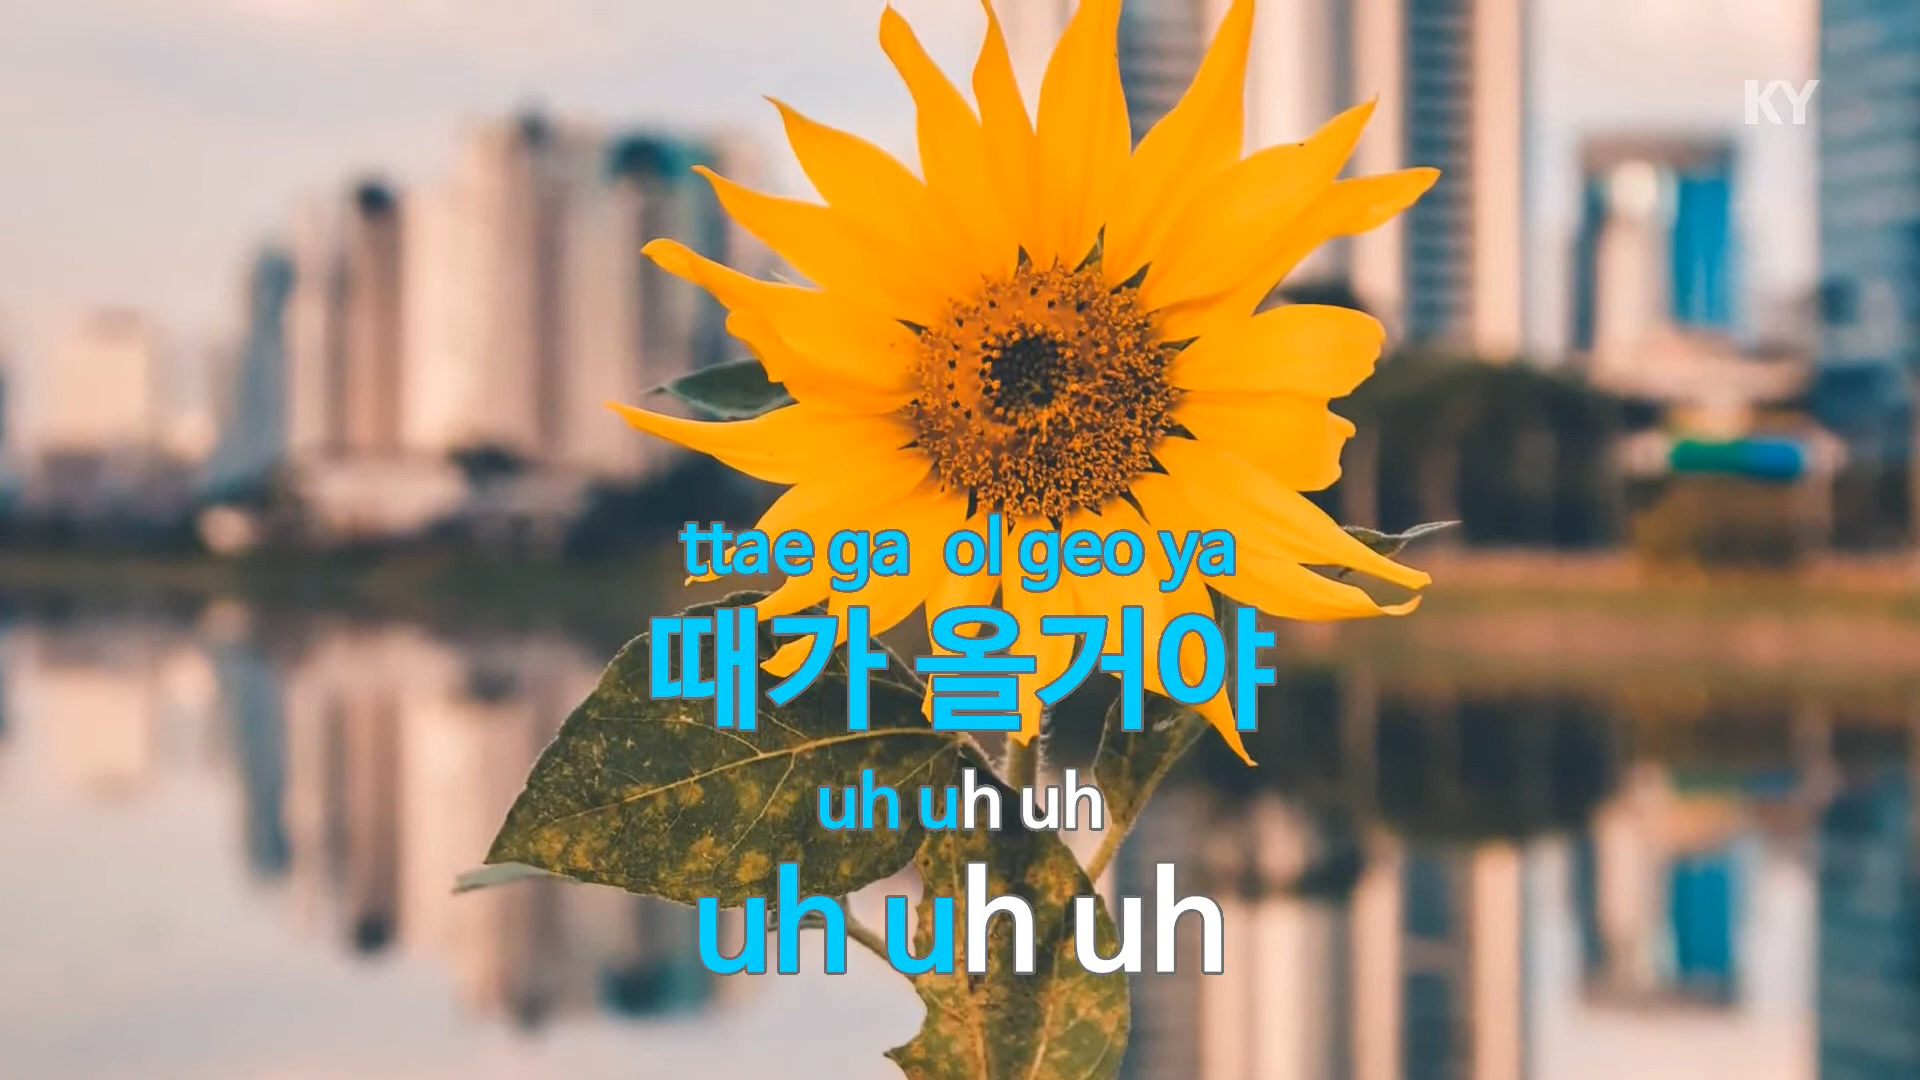 KY
ttae ga ol geo ya
때가 올거야
uh uh uh
uh uh uh